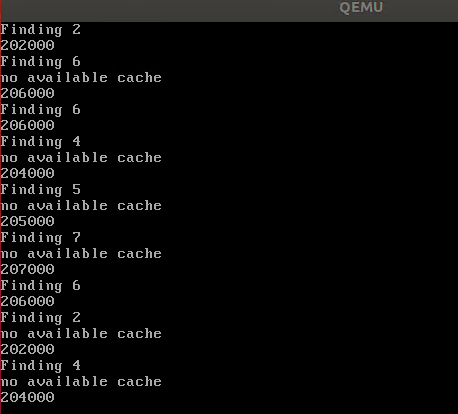 QEMU
Finding 2
202000
Finding 6
no available cache
206000
Finding 6
206000
Finding 4
no available cache
204000
Finding 5
no available cache
205000
Finding 7
no available cache
207000
Finding 6
206000
Finding 2
no available cache
202000
Finding 4
no available cache
204000